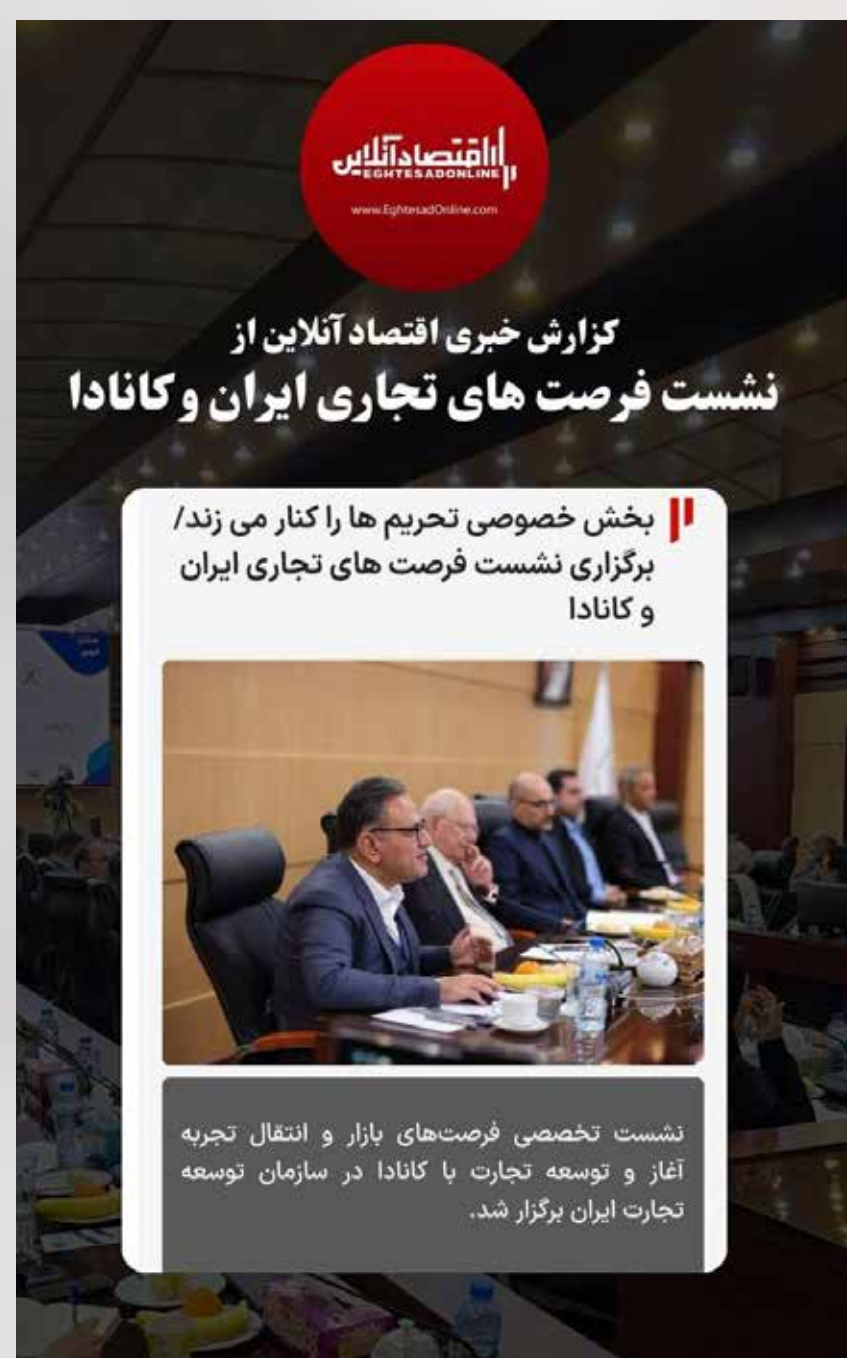 اقتصادآنلاین
EGHTESADONLINE
www.EghtesadOnline.com
گزارش خبری اقتصاد آنلاین از
نشست فرصت های تجاری ایران و کانادا
بخش خصوصی تحریم ها را کنار می زند/
برگزاری نشست فرصت های تجاری ایران
و کانادا
نشست تخصصی فرصت‌های بازار و انتقال تجربه
آغاز و توسعه تجارت با کانادا در سازمان توسعه
تجارت ایران برگزار شد.